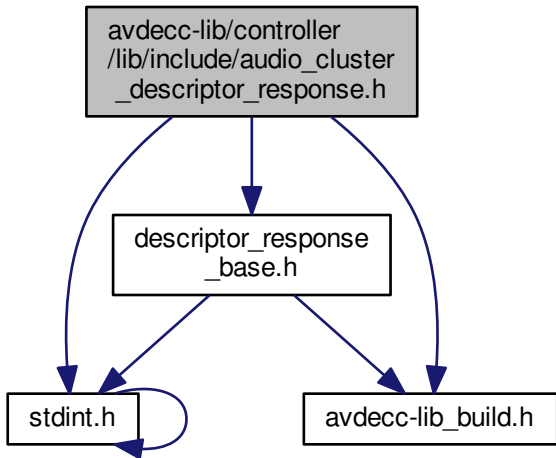 avdecc-lib/controller
/lib/include/audio_cluster
_descriptor_response.h
descriptor_response
_base.h
stdint.h
avdecc-lib_build.h